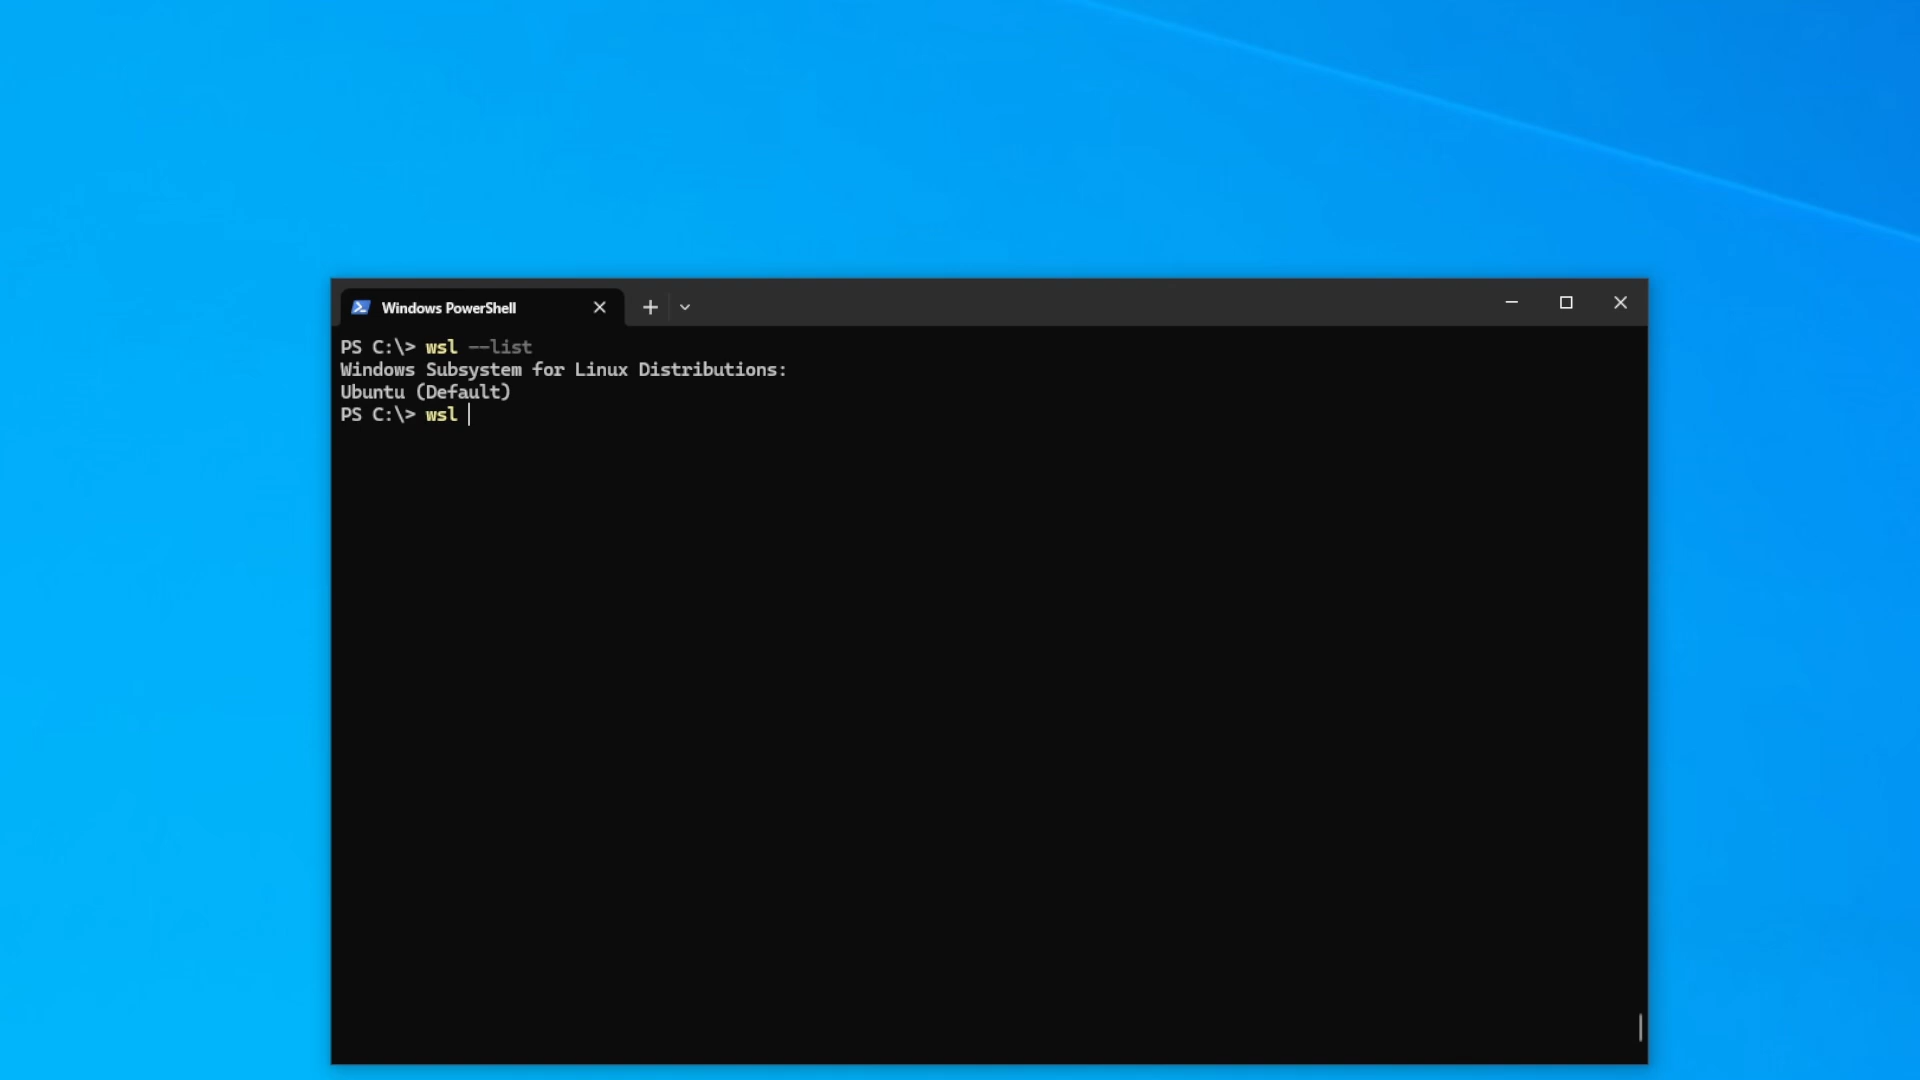 Windows PowerShell
PS C:\> wsl --list
Windows Subsystem for Linux Distributions:
Ubuntu (Default)
PS C:\> wsl